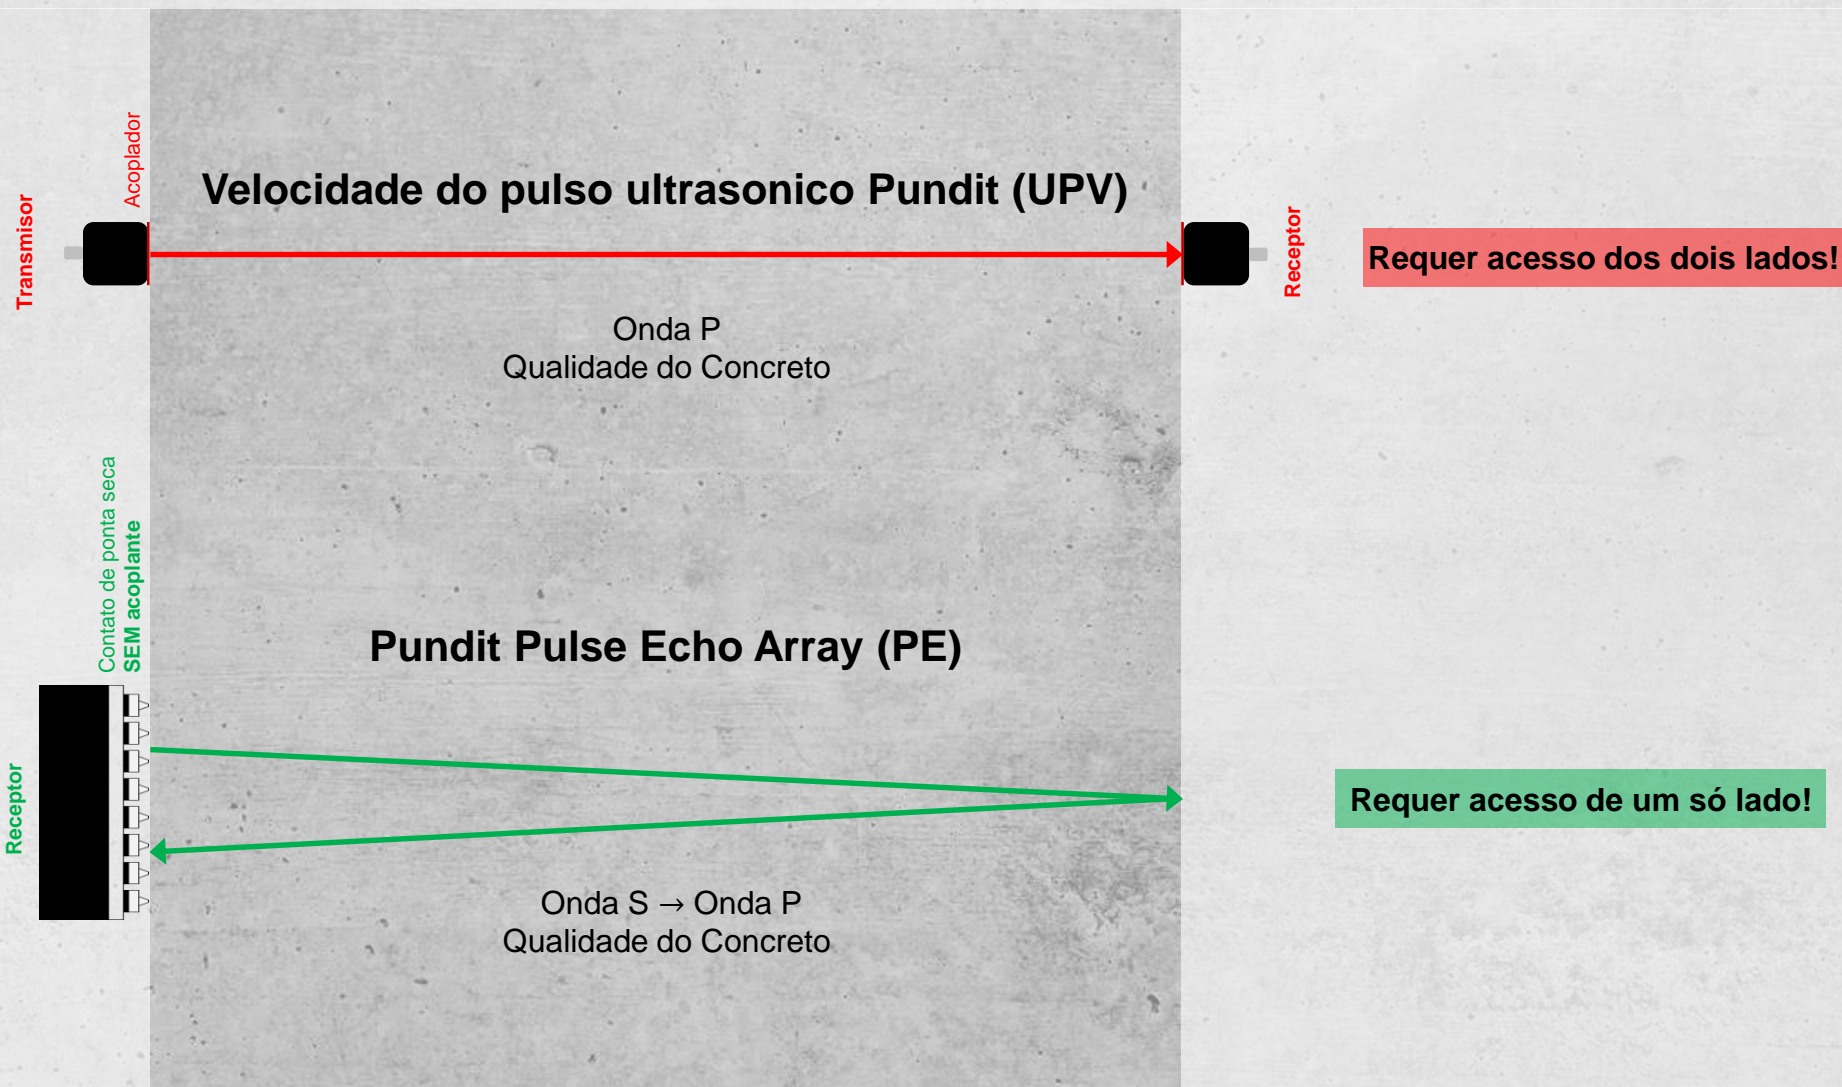 Acoplador
Transmisor
Velocidade do pulso ultrasonico Pundit (UPV)
Receptor
Requer acesso dos dois lados!
Onda P
Qualidade do Concreto
Contato de ponta seca
SEM acoplante
Pundit Pulse Echo Array (PE)
Receptor
Requer acesso de um só lado!
Onda S → Onda P
Qualidade do Concreto